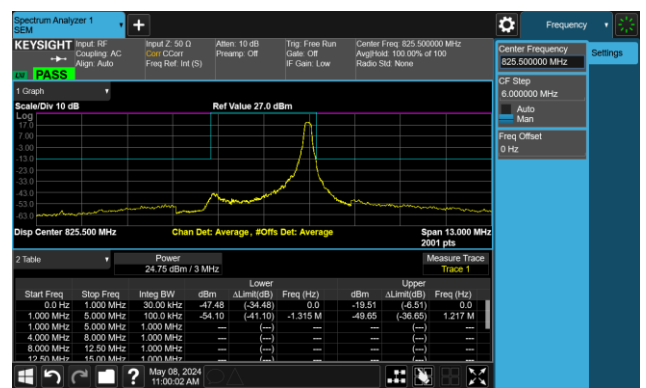 Spectrum Analyzer 1
SEM
Frequency
KEYSIGHT
Input: RF
Coupling: AC
Align: Auto
Input Z: 50 Ω
Corr CCorr
Freq Ref: Int (S)
Atten: 10 dB
Preamp: Off
Trig: Free Run
Gate: Off
IF Gain: Low
Center Freq: 825.500000 MHz
Avg|Hold: 100.00% of 100
Radio Std: None
LW PASS
Center Frequency
825.500000 MHz
Settings
CF Step
6.000000 MHz
Auto
Man
Freq Offset
0 Hz
1 Graph
Scale/Div 10 dB
Ref Value 27.0 dBm
Log
17.0
7.00
-3.00
-13.0
-23.0
-33.0
-43.0
-53.0
-63.0
Disp Center 825.500 MHz
Chan Det: Average, #Offs Det: Average
Span 13.000 MHz
2001 pts
2 Table
Power
24.75 dBm / 3 MHz
Measure Trace
Trace 1
Lower Upper
Start Freq Stop Freq Integ BW dBm ΔLimit(dB) Freq (Hz) dBm ΔLimit(dB) Freq (Hz)
0.0 Hz 1.000 MHz 30.00 kHz -47.48 (-34.48) 0.0 -19.51 (-6.51) 0.0
1.000 MHz 5.000 MHz 100.0 kHz -54.10 (-41.10) -1.315 M -49.65 (-36.65) 1.217 M
1.000 MHz 5.000 MHz 1.000 MHz --- (---) --- --- (---) ---
4.000 MHz 8.000 MHz 1.000 MHz --- (---) --- --- (---) ---
8.000 MHz 12.50 MHz 1.000 MHz --- (---) --- --- (---) ---
12.50 MHz 15.00 MHz 1.000 MHz --- (---) --- --- (---) ---
May 08, 2024
11:00:02 AM